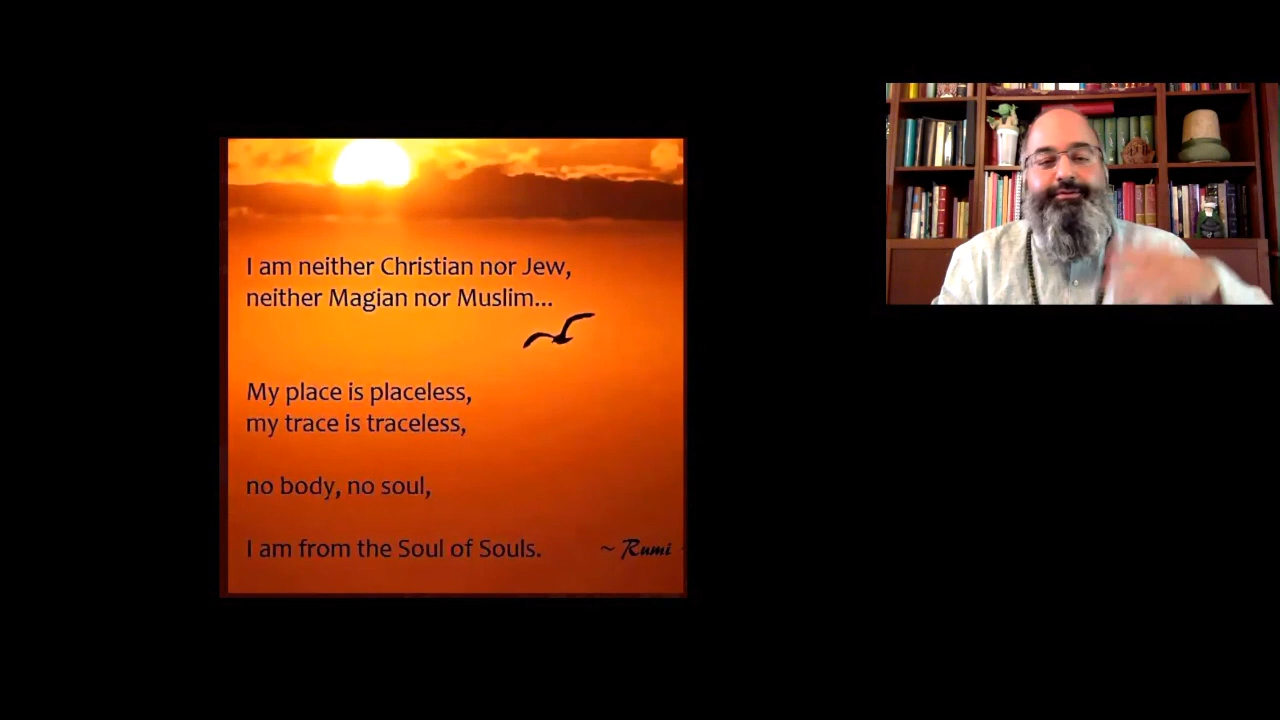 I am neither Christian nor Jew,
neither Magian nor Muslim...
My place is placeless,
my trace is traceless,
no body, no soul,
I am from the Soul of Souls.
~ Rumi